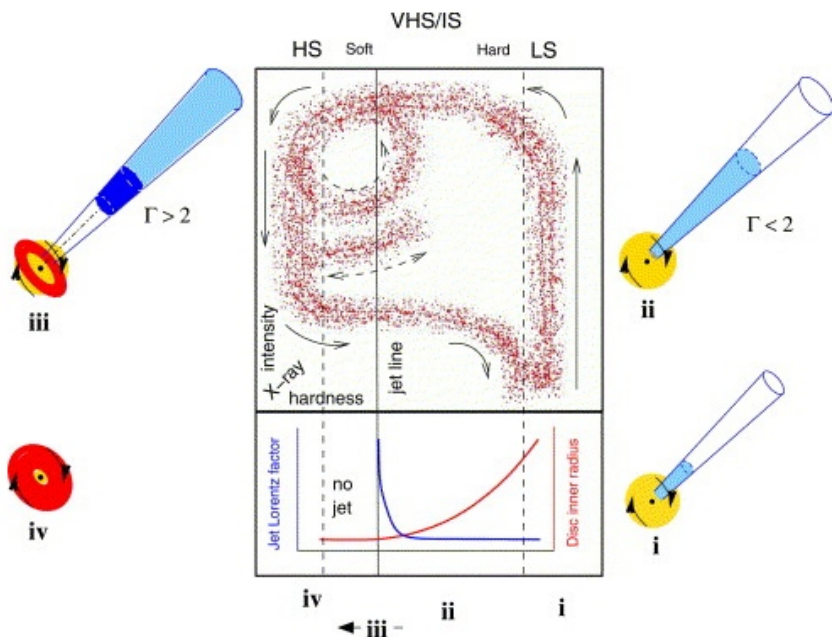 VHS/IS
HS
Soft
Hard
LS
Γ > 2
iii
Γ < 2
ii
intensity
X-ray
hardness
jet line
iv
i
Jet Lorentz factor
no
jet
Disc inner radius
iv
iii
ii
i